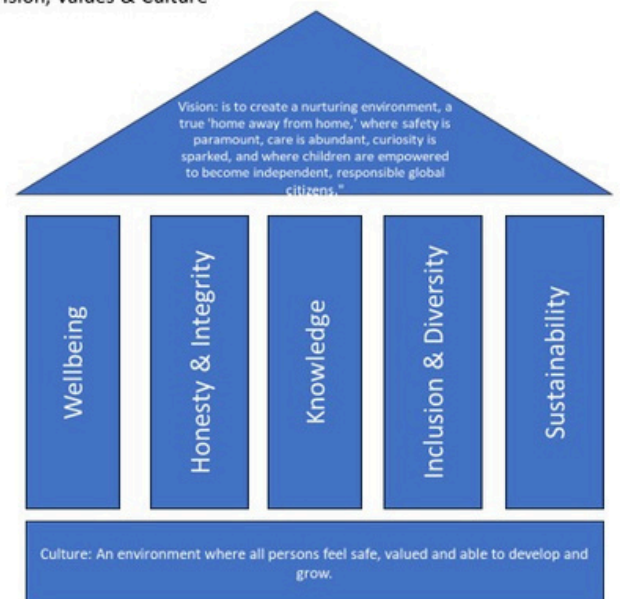 Values & Culture
Vision: is to create a nurturing environment, a
true 'home away from home,' where safety is
paramount, care is abundant, curiosity is
sparked, and where children are empowered
to become independent, responsible global
citizens."
Wellbeing
Honesty & Integrity
Knowledge
Inclusion & Diversity
Sustainability
Culture: An environment where all persons feel safe, valued and able to develop and
grow.